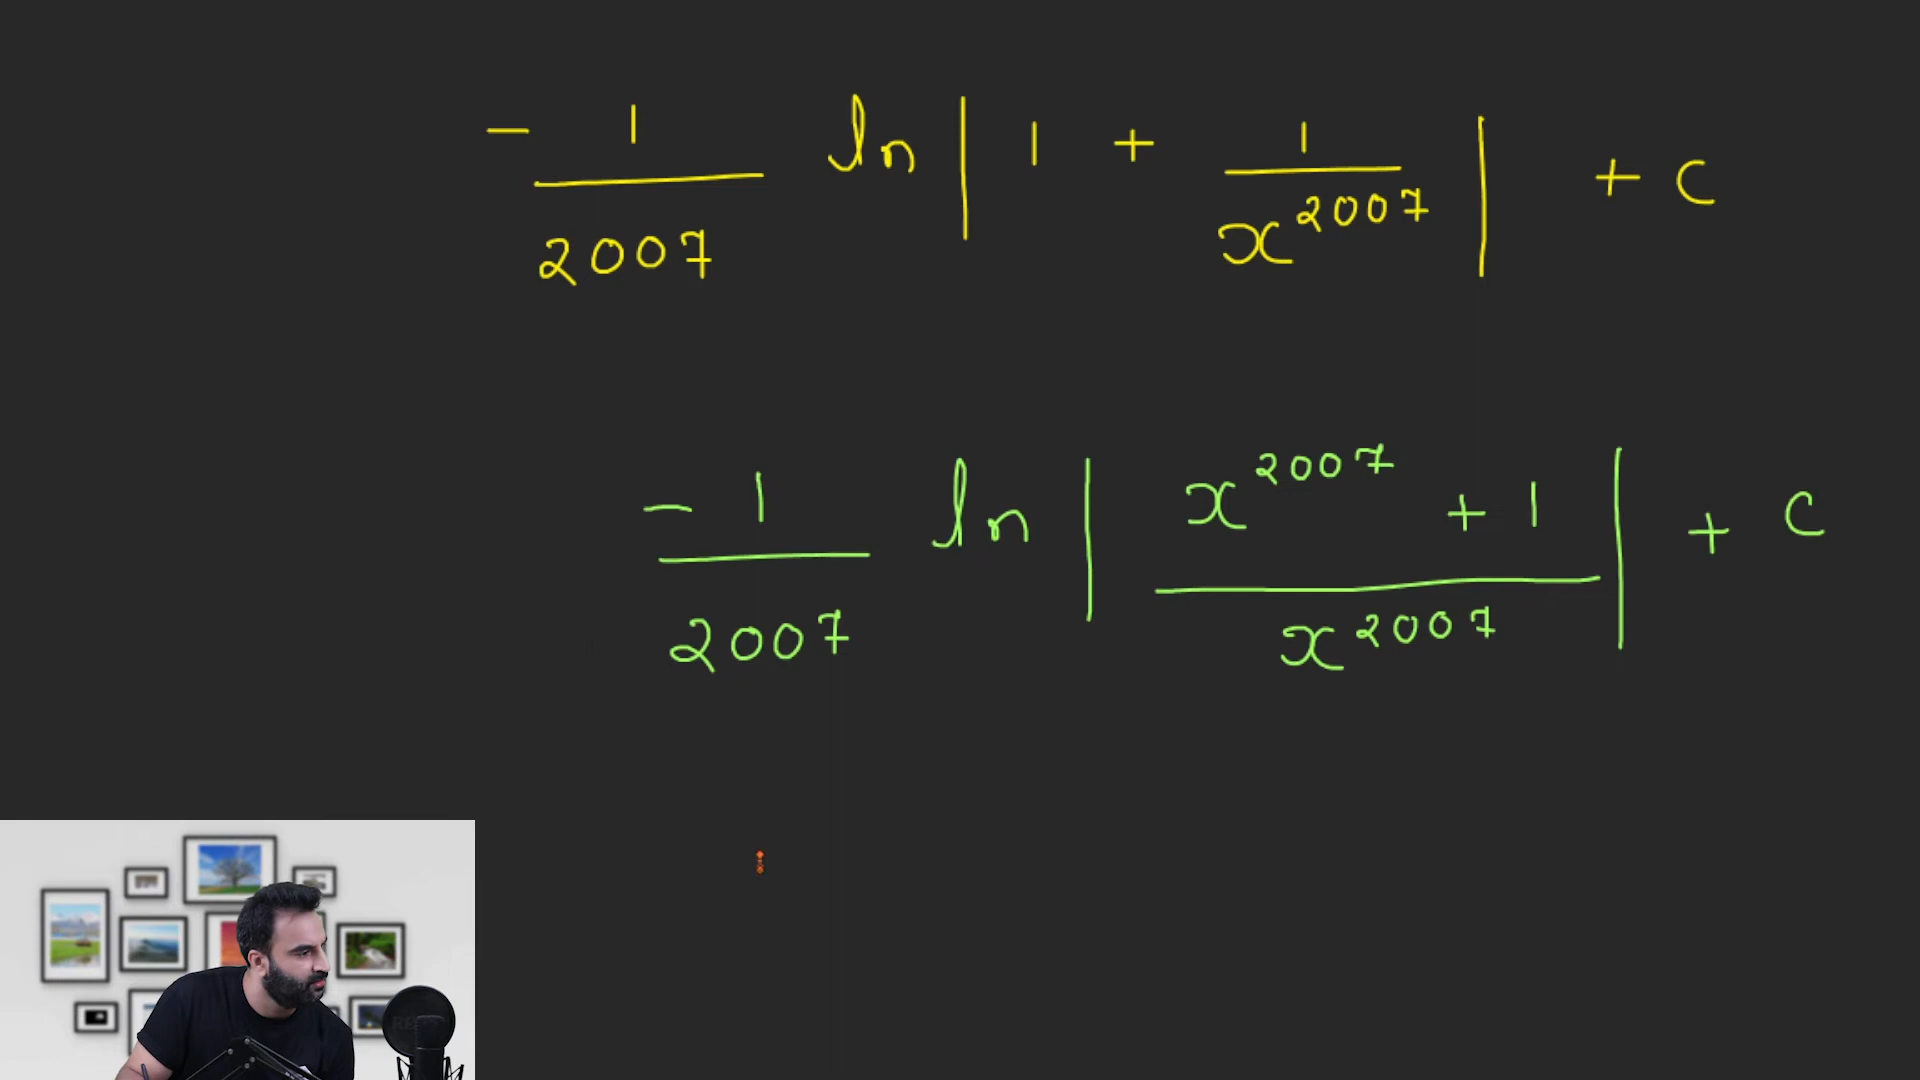 - 1/2007 ln | 1 + 1/x^2007 | + c
- 1/2007 ln | (x^2007 + 1)/x^2007 | + c